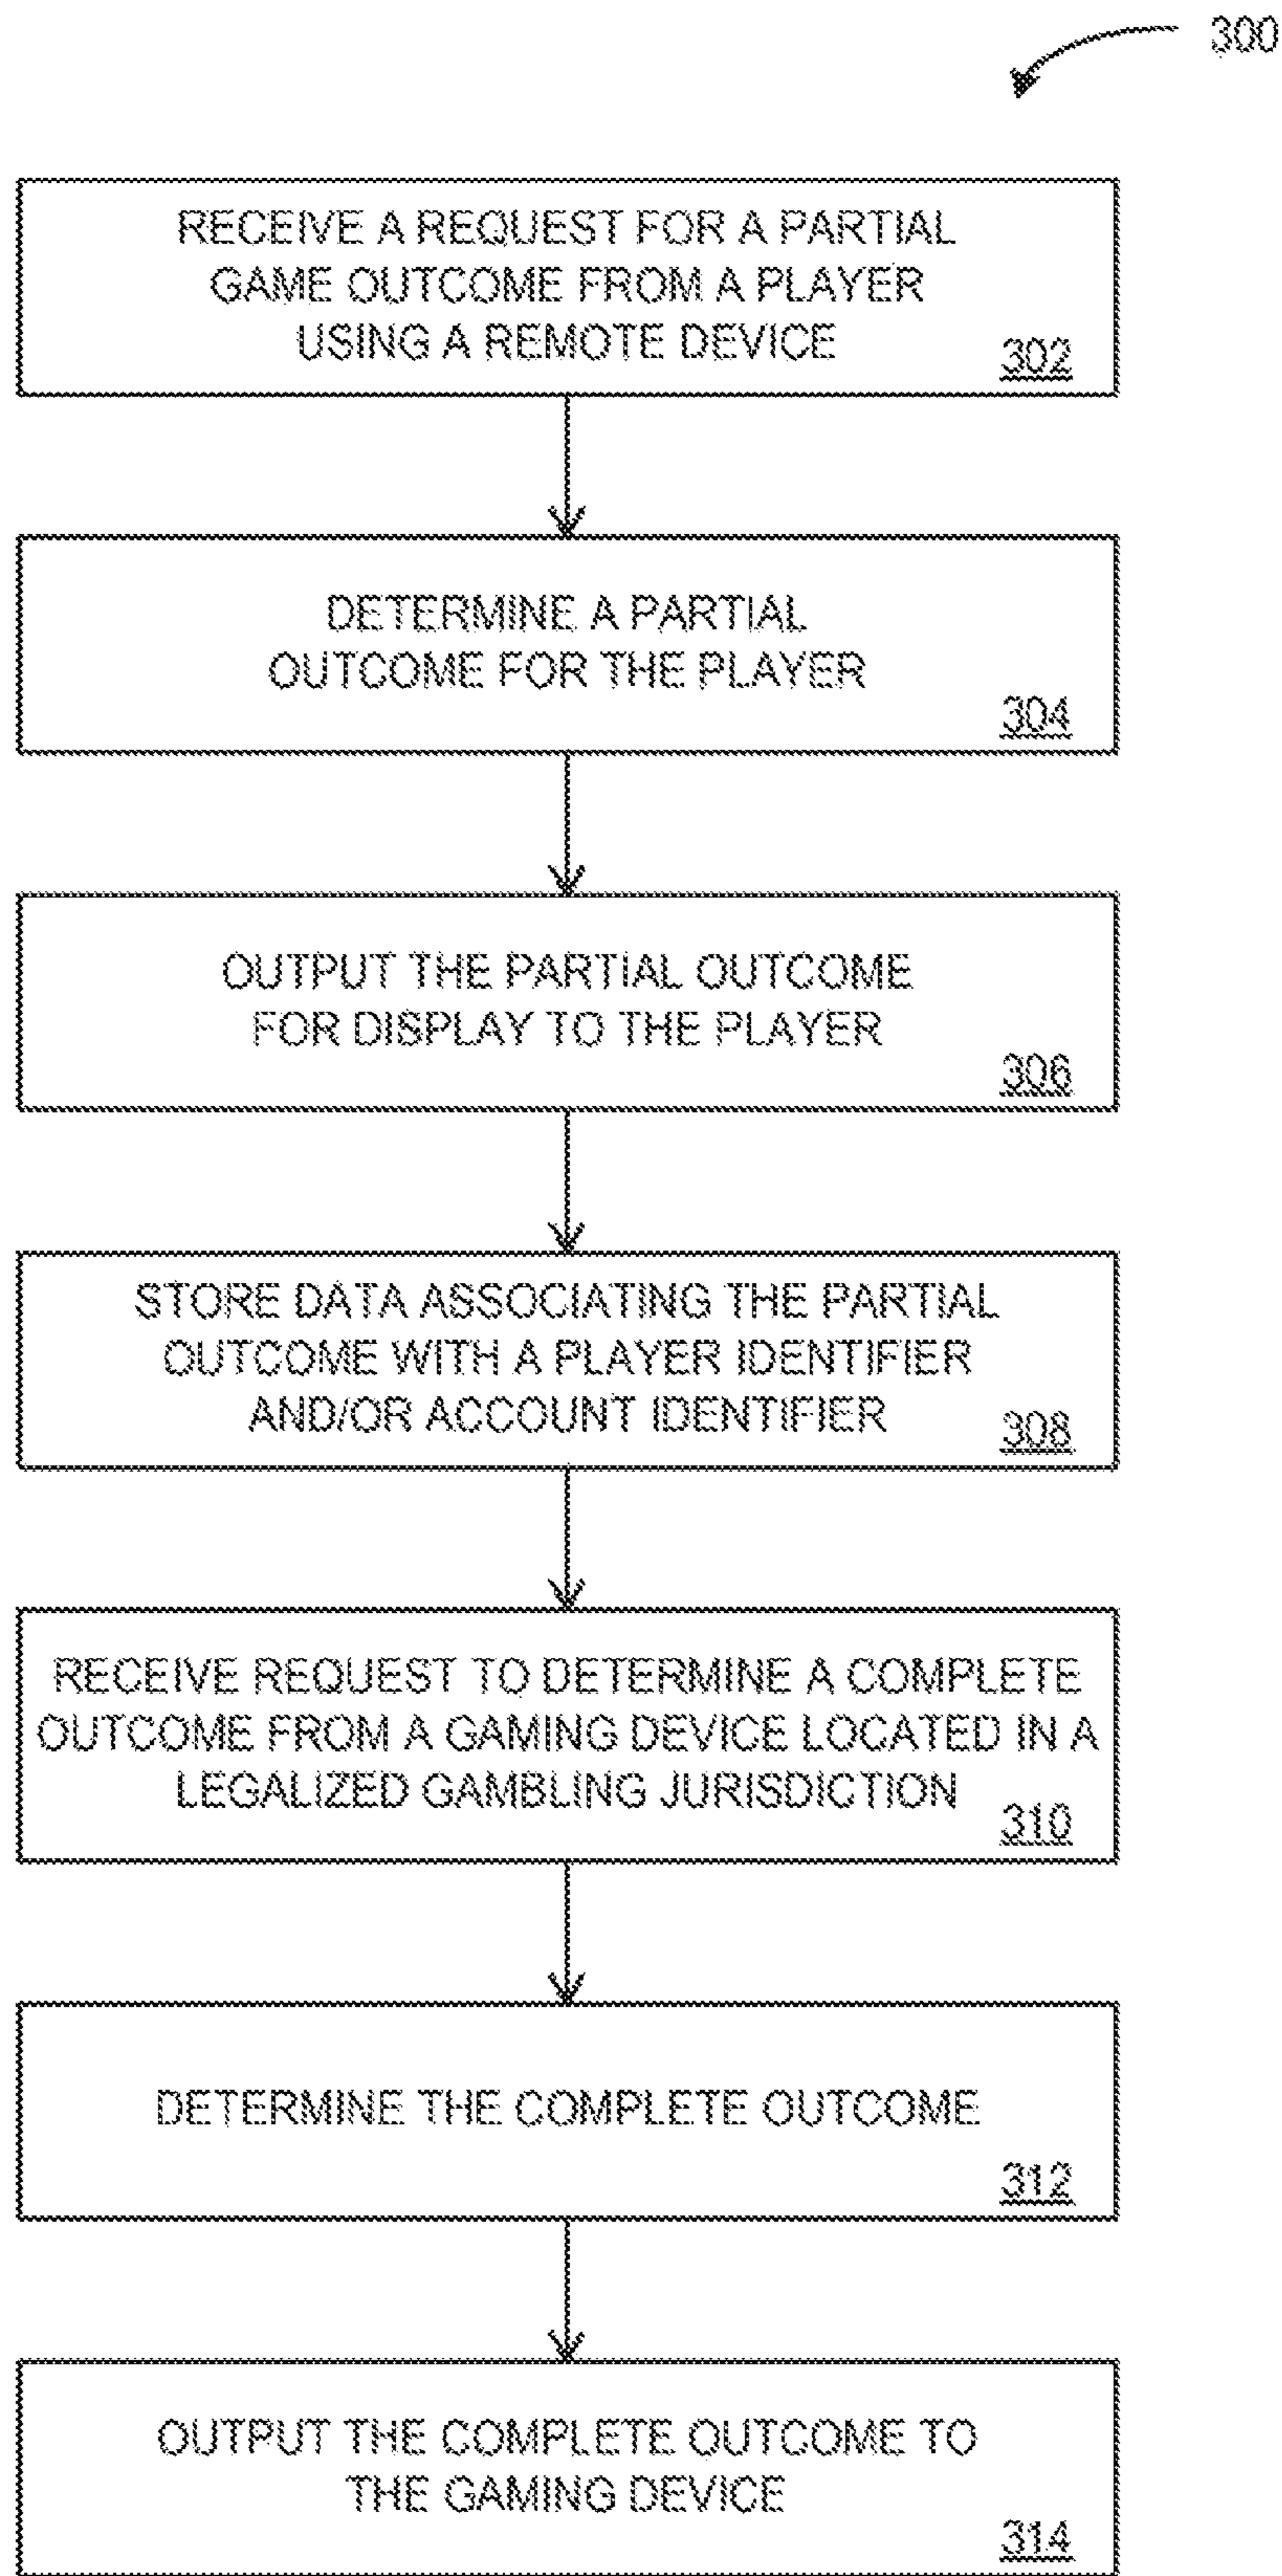 300
RECEIVE A REQUEST FOR A PARTIAL
GAME OUTCOME FROM A PLAYER
USING A REMOTE DEVICE
302
DETERMINE A PARTIAL
OUTCOME FOR THE PLAYER
304
OUTPUT THE PARTIAL OUTCOME
FOR DISPLAY TO THE PLAYER
306
STORE DATA ASSOCIATING THE PARTIAL
OUTCOME WITH A PLAYER IDENTIFIER
AND/OR ACCOUNT IDENTIFIER
308
RECEIVE REQUEST TO DETERMINE A COMPLETE
OUTCOME FROM A GAMING DEVICE LOCATED IN A
LEGALIZED GAMBLING JURISDICTION
310
DETERMINE THE COMPLETE OUTCOME
312
OUTPUT THE COMPLETE OUTCOME TO
THE GAMING DEVICE
314